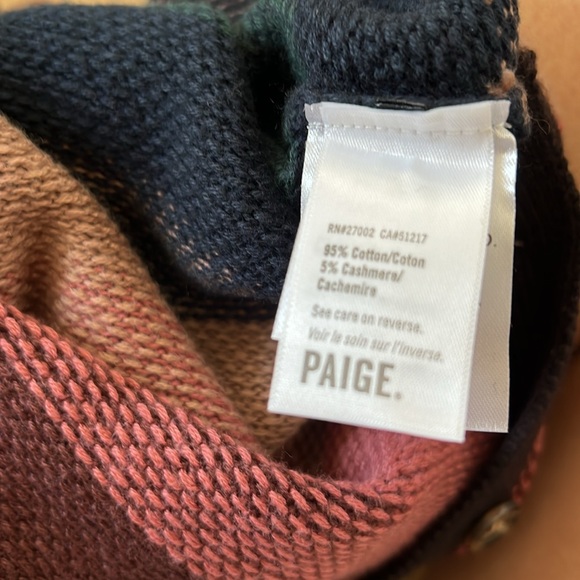 RN#27002 CA#51217
95% Cotton/Coton
5% Cashmere/
Cachemire
See care on reverse.
Voir le soin sur l'inverse.
PAIGE.